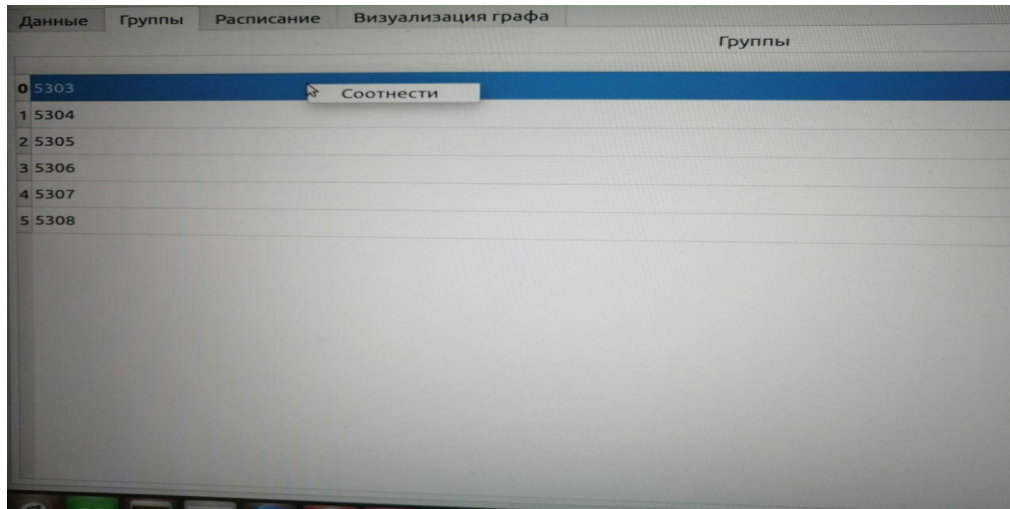 Данные Группы Расписание Визуализация графа
Группы
0 5303
Соотнести
1 5304
2 5305
3 5306
4 5307
5 5308